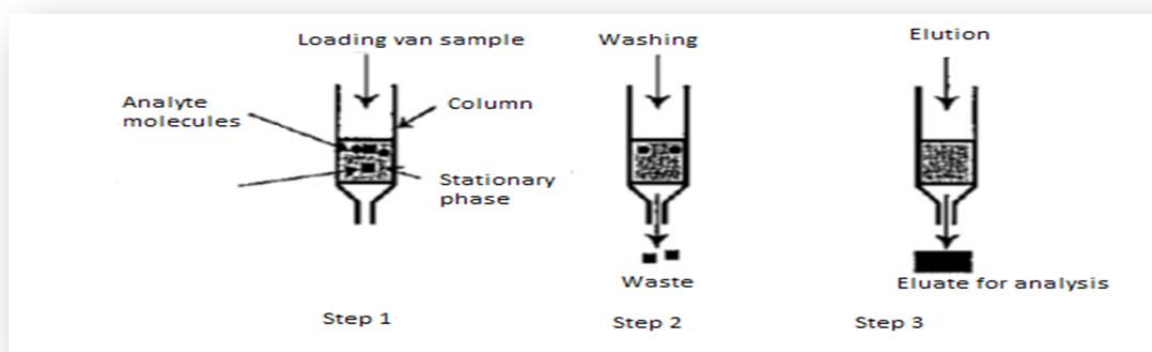 Loading van sample
Washing
Elution
Analyte
molecules
Column
Stationary
phase
Waste
Eluate for analysis
Step 1
Step 2
Step 3